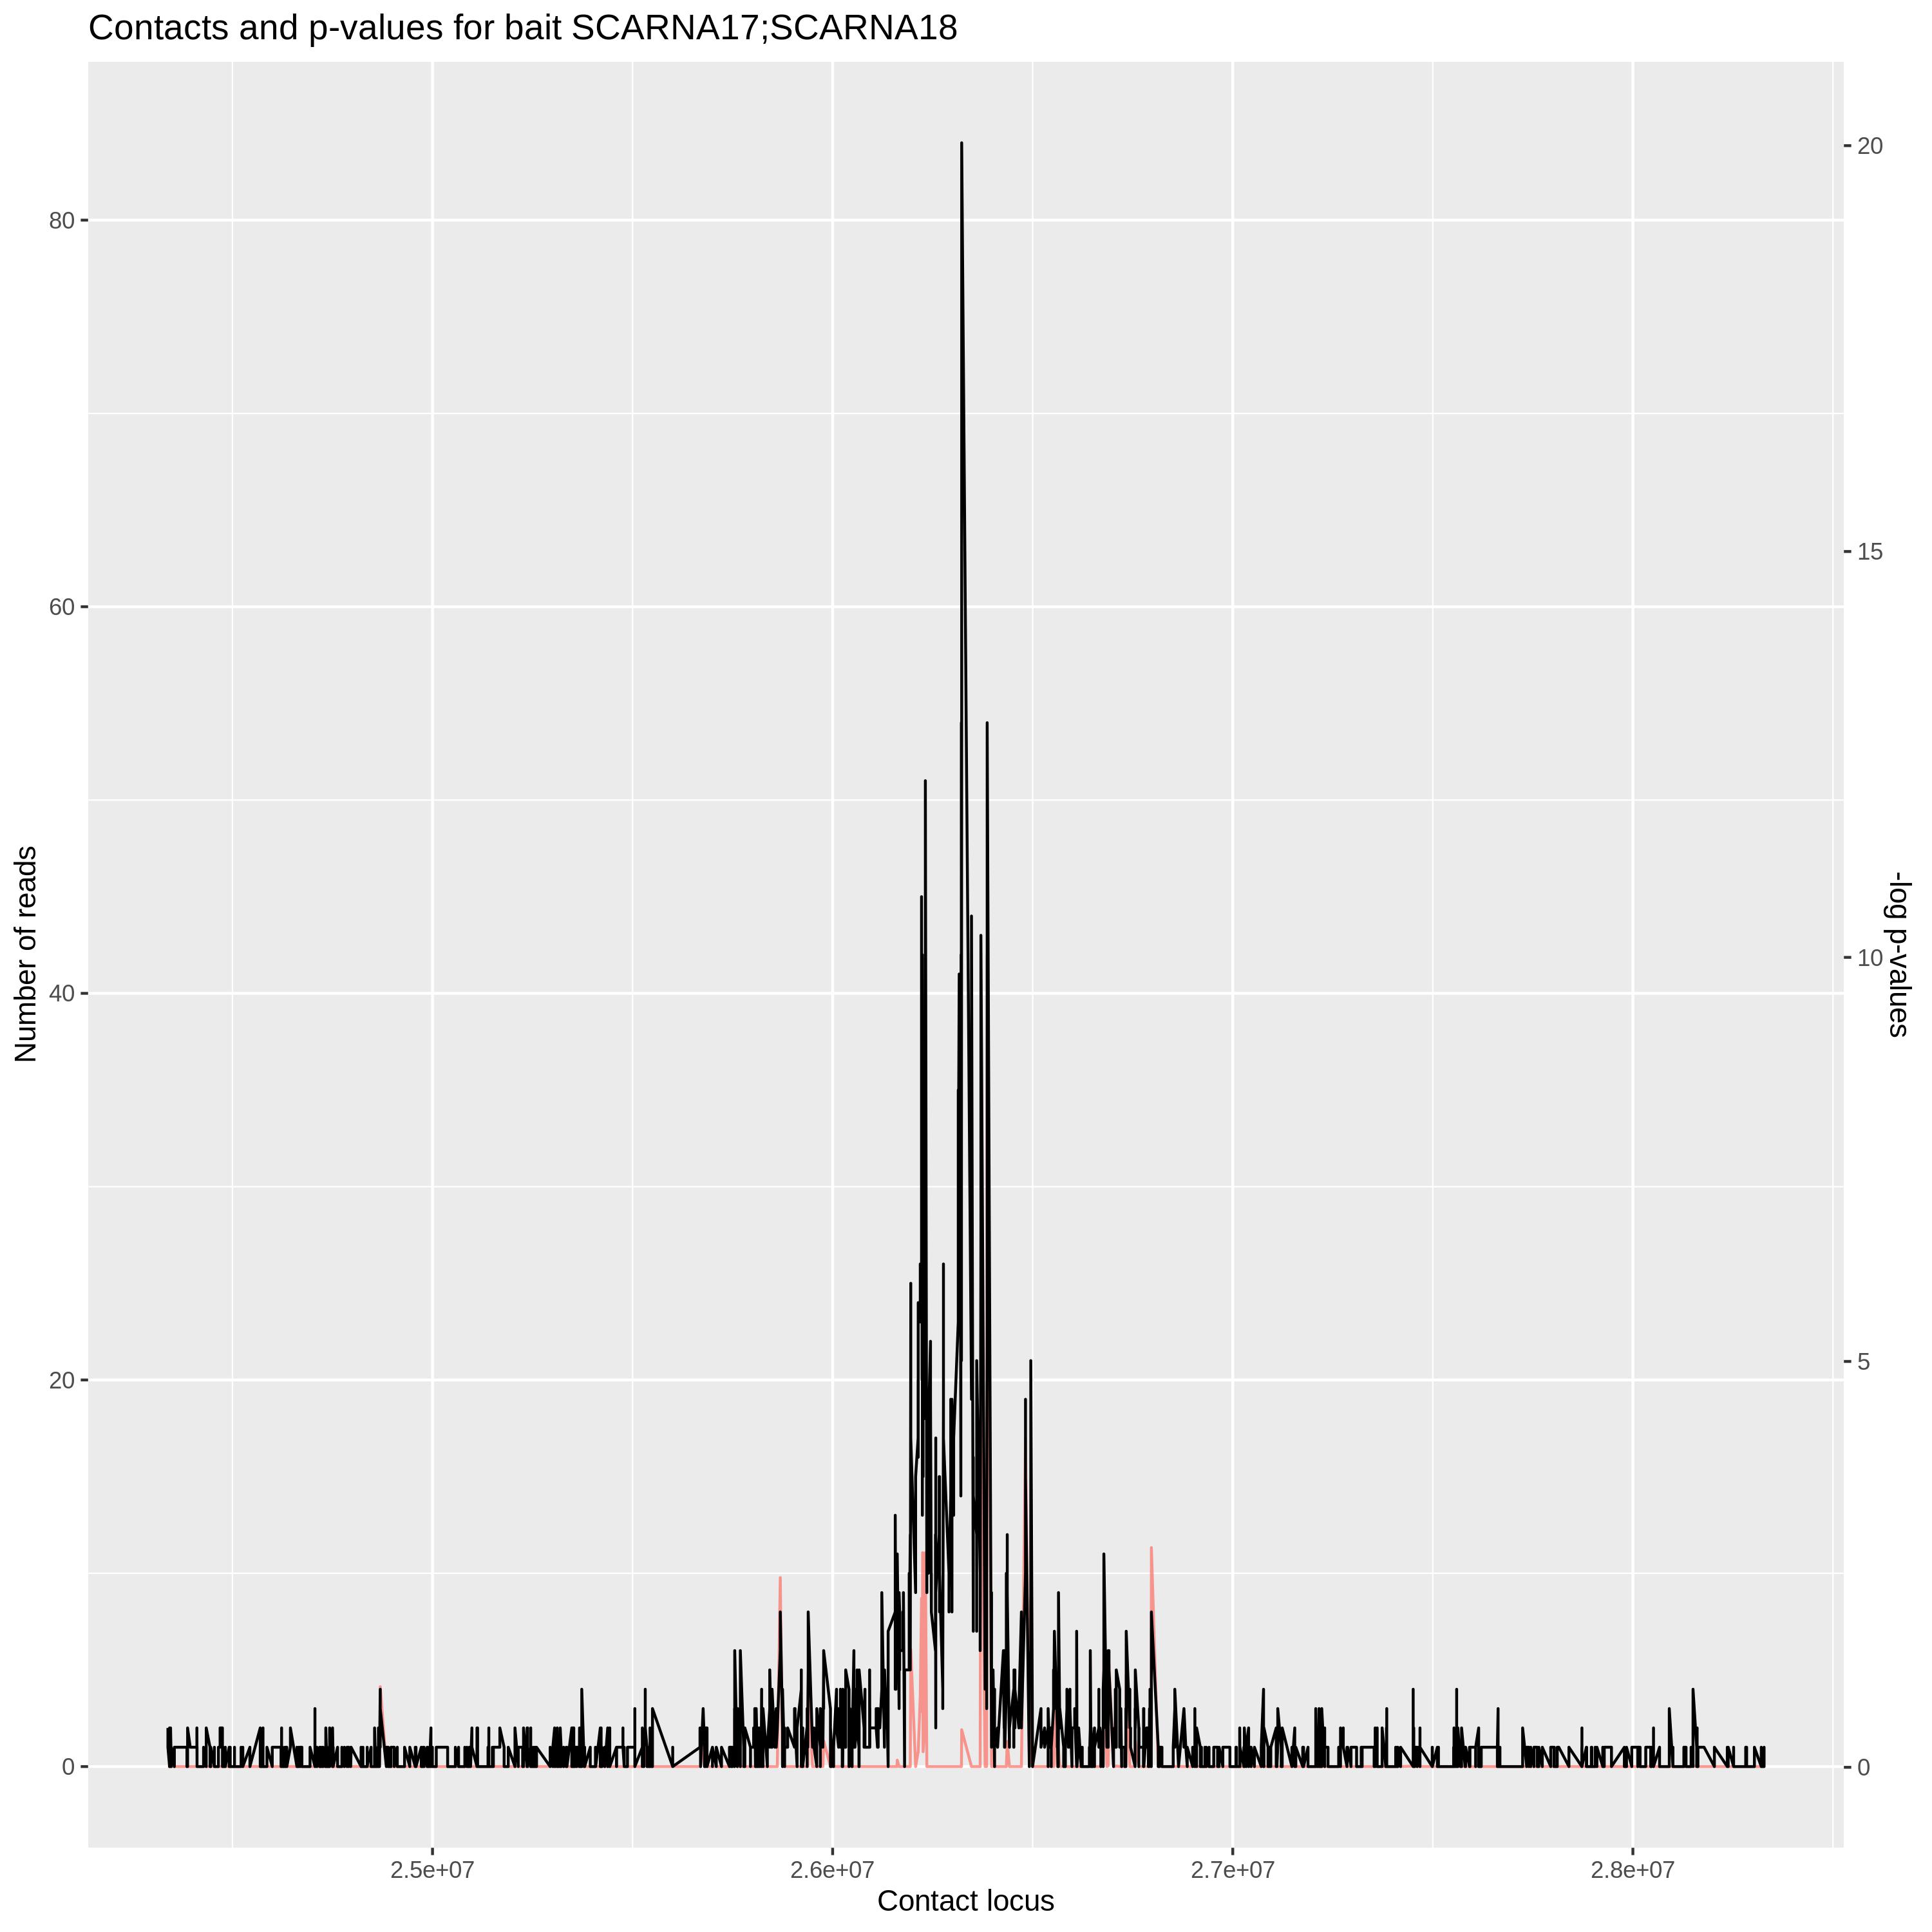 Contacts and p-values for bait SCARNA17;SCARNA18
Number of reads
80
60
40
20
0
20
15
10
5
0
-log p-values
2.5e+07
2.6e+07
2.7e+07
2.8e+07
Contact locus